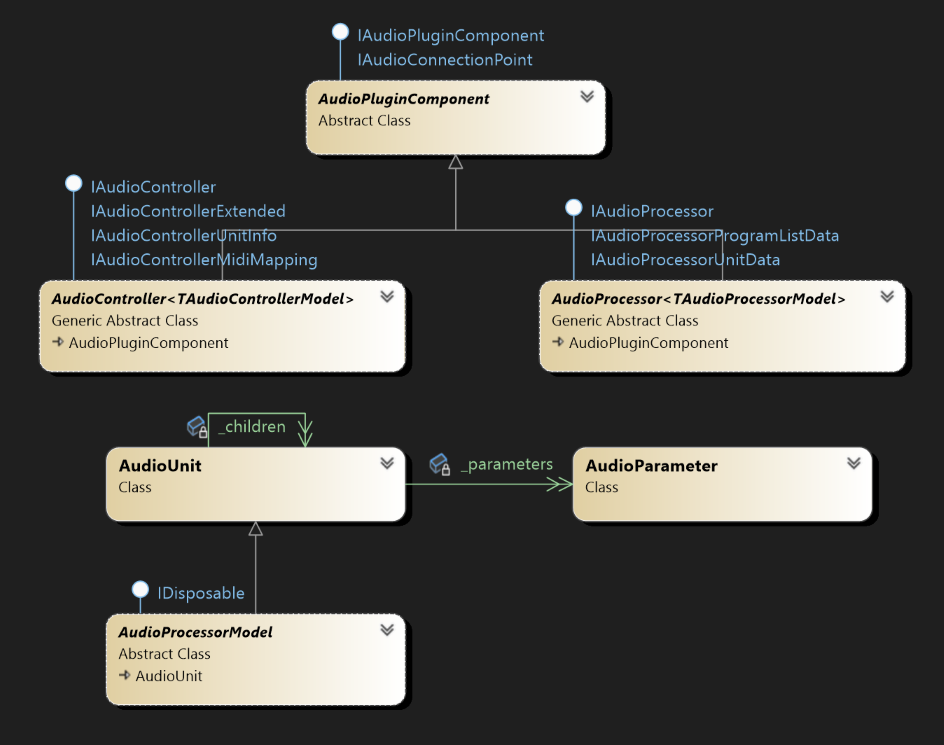 IAudioPluginComponent
IAudioConnectionPoint
AudioPluginComponent
Abstract Class
IAudioController
IAudioControllerExtended
IAudioControllerUnitInfo
IAudioControllerMidiMapping
IAudioProcessor
IAudioProcessorProgramListData
IAudioProcessorUnitData
AudioController<TAudioControllerModel>
Generic Abstract Class
AudioPluginComponent
AudioProcessor<TAudioProcessorModel>
Generic Abstract Class
AudioPluginComponent
_children
AudioUnit
Class
_parameters
AudioParameter
Class
IDisposable
AudioProcessorModel
Abstract Class
AudioUnit